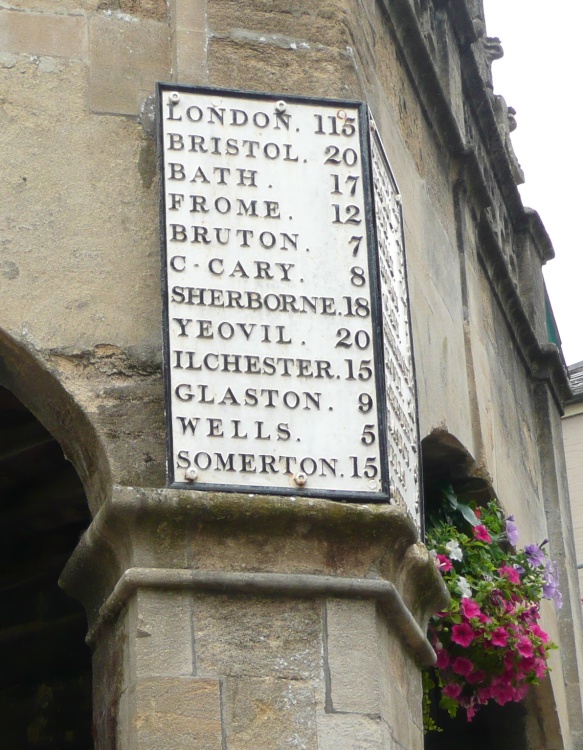 LONDON. 115
BRISTOL. 20
BATH. 17
FROME. 12
BRUTON. 7
C·CARY. 8
SHERBORNE. 18
YEOVIL. 20
ILCHESTER. 15
GLASTON. 9
WELLS. 5
SOMERTON. 15